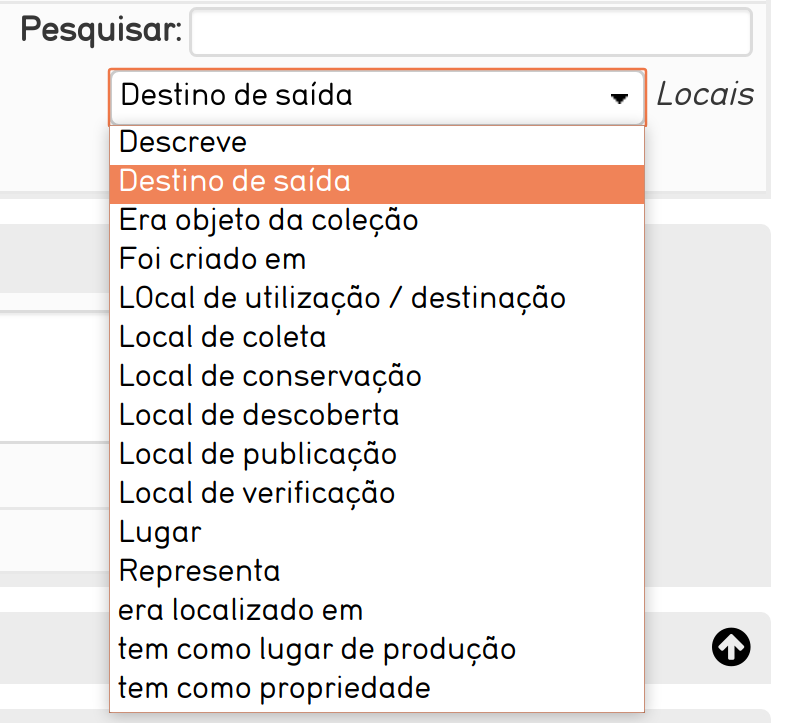 Pesquisar:
Destino de saída Locais
Descreve
Destino de saída
Era objeto da coleção
Foi criado em
LOcal de utilização / destinação
Local de coleta
Local de conservação
Local de descoberta
Local de publicação
Local de verificação
Lugar
Representa
era localizado em
tem como lugar de produção
tem como propriedade